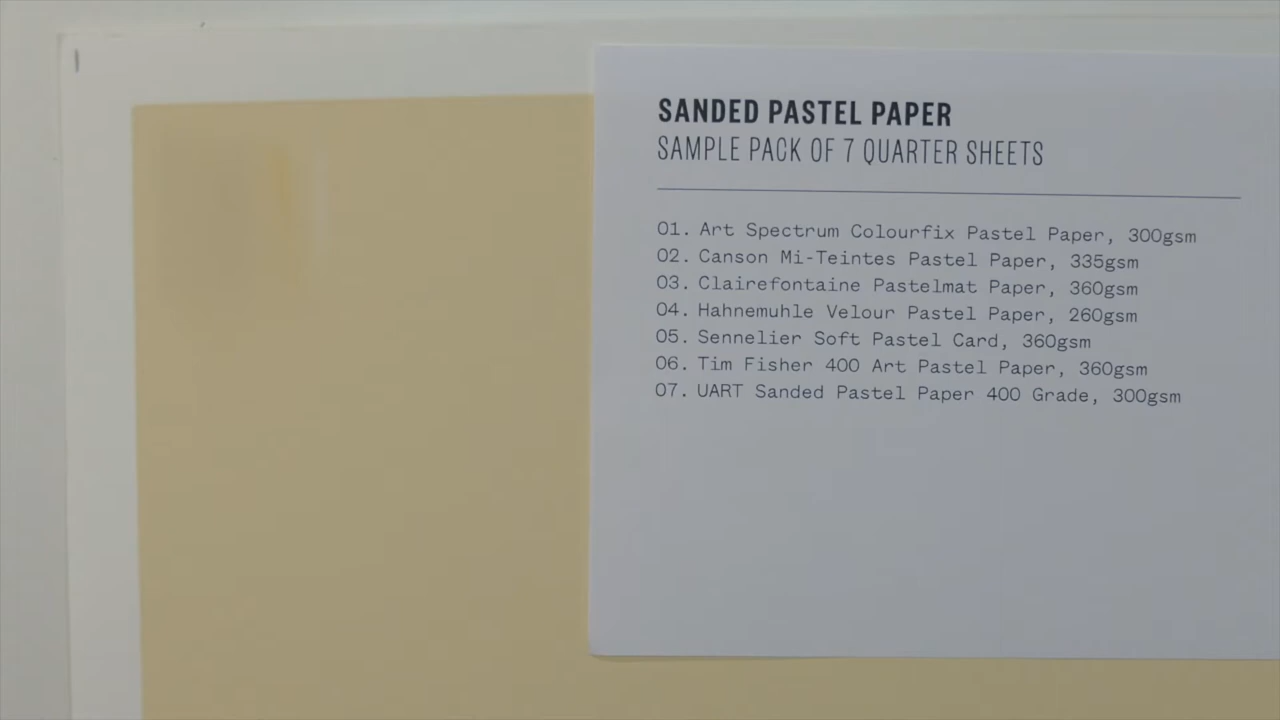 SANDED PASTEL PAPER
SAMPLE PACK OF 7 QUARTER SHEETS
01. Art Spectrum Colourfix Pastel Paper, 300gsm
02. Canson Mi-Teintes Pastel Paper, 335gsm
03. Clairefontaine Pastelmat Paper, 360gsm
04. Hahnemuhle Velour Pastel Paper, 260gsm
05. Sennelier Soft Pastel Card, 360gsm
06. Tim Fisher 400 Art Pastel Paper, 360gsm
07. UART Sanded Pastel Paper 400 Grade, 300gsm